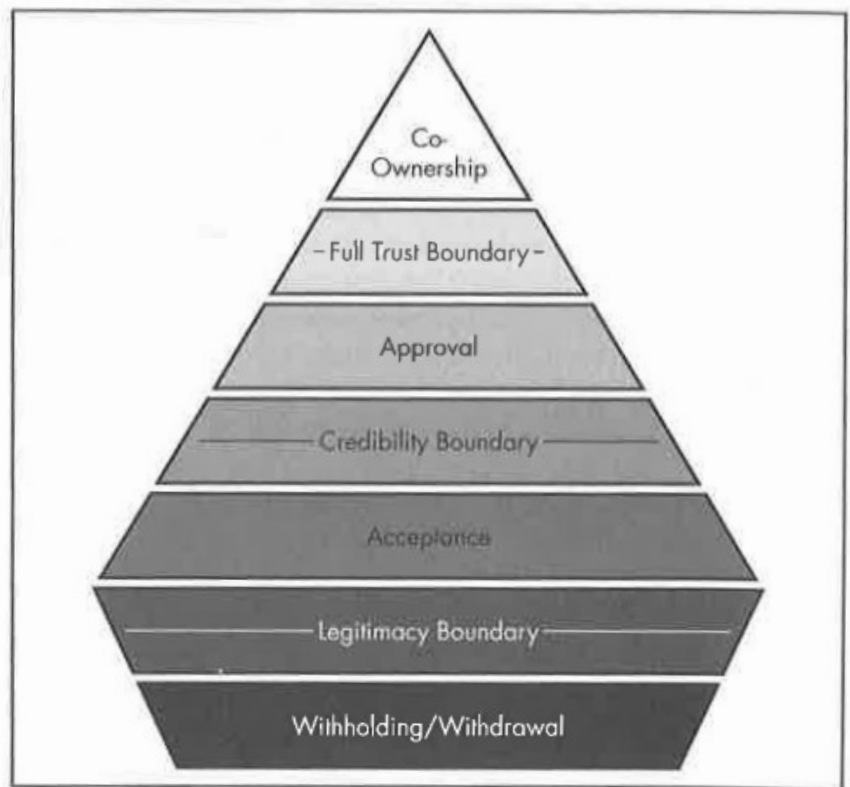 Co-
Ownership
Full Trust Boundary
Approval
Credibility Boundary
Acceptance
Legitimacy Boundary
Withholding/Withdrawal